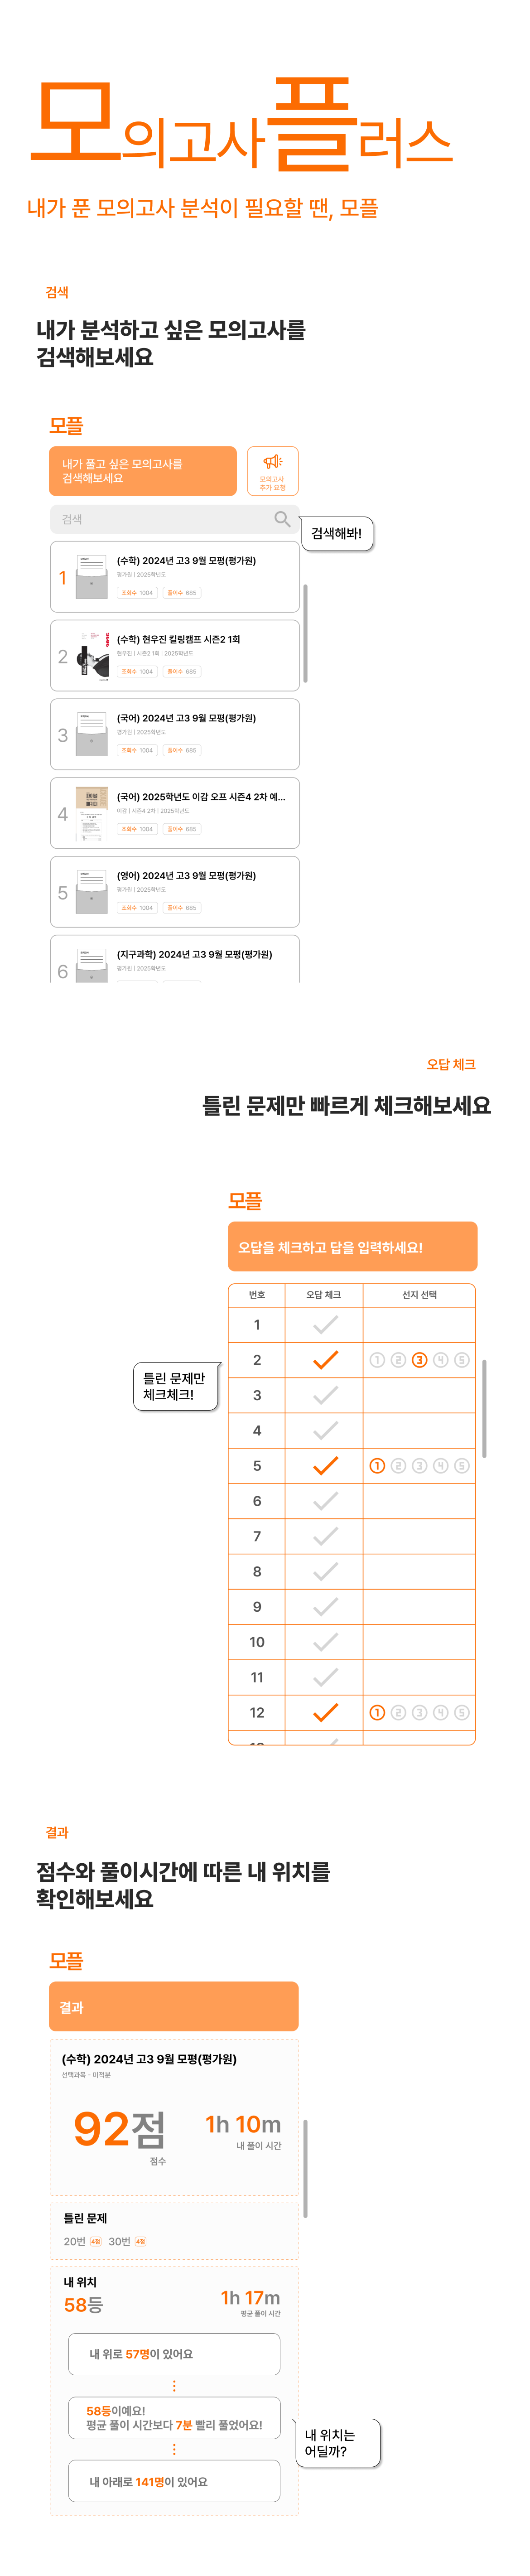 모의고사플러스
내가 푼 모의고사 분석이 필요할 땐, 모플
검색
내가 분석하고 싶은 모의고사를
검색해보세요
모플
내가 풀고 싶은 모의고사를
검색해보세요
모의고사
추가 요청
검색
검색해봐!
1
(수학) 2024년 고3 9월 모평(평가원)
평가원 | 2025학년도
조회수 1004 풀이수 685
2
(수학) 현우진 킬링캠프 시즌2 1회
현우진 | 시즌2 1회 | 2025학년도
조회수 1004 풀이수 685
3
(국어) 2024년 고3 9월 모평(평가원)
평가원 | 2025학년도
조회수 1004 풀이수 685
4
(국어) 2025학년도 이감 오프 시즌4 2차 예...
이감 | 시즌4 2차 | 2025학년도
조회수 1004 풀이수 685
5
(영어) 2024년 고3 9월 모평(평가원)
평가원 | 2025학년도
조회수 1004 풀이수 685
6
(지구과학) 2024년 고3 9월 모평(평가원)
평가원 | 2025학년도
오답 체크
틀린 문제만 빠르게 체크해보세요
모플
오답을 체크하고 답을 입력하세요!
번호 오답 체크 선지 선택
1
2 1 2 3 4 5
틀린 문제만
체크체크!
3
4
5 1 2 3 4 5
6
7
8
9
10
11
12 1 2 3 4 5
결과
점수와 풀이시간에 따른 내 위치를
확인해보세요
모플
결과
(수학) 2024년 고3 9월 모평(평가원)
선택과목 - 미적분
92점
점수
1h 10m
내 풀이 시간
틀린 문제
20번 4점 30번 4점
내 위치
58등
1h 17m
평균 풀이 시간
내 위로 57명이 있어요
58등이예요!
평균 풀이 시간보다 7분 빨리 풀었어요!
내 위치는
어딜까?
내 아래로 141명이 있어요